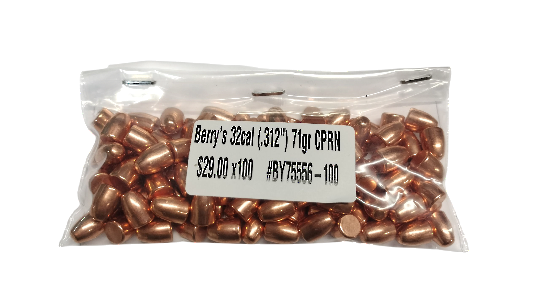 Berry's 32cal (.312") 71gr CPRN
$29.00 x100 #BY75556-100